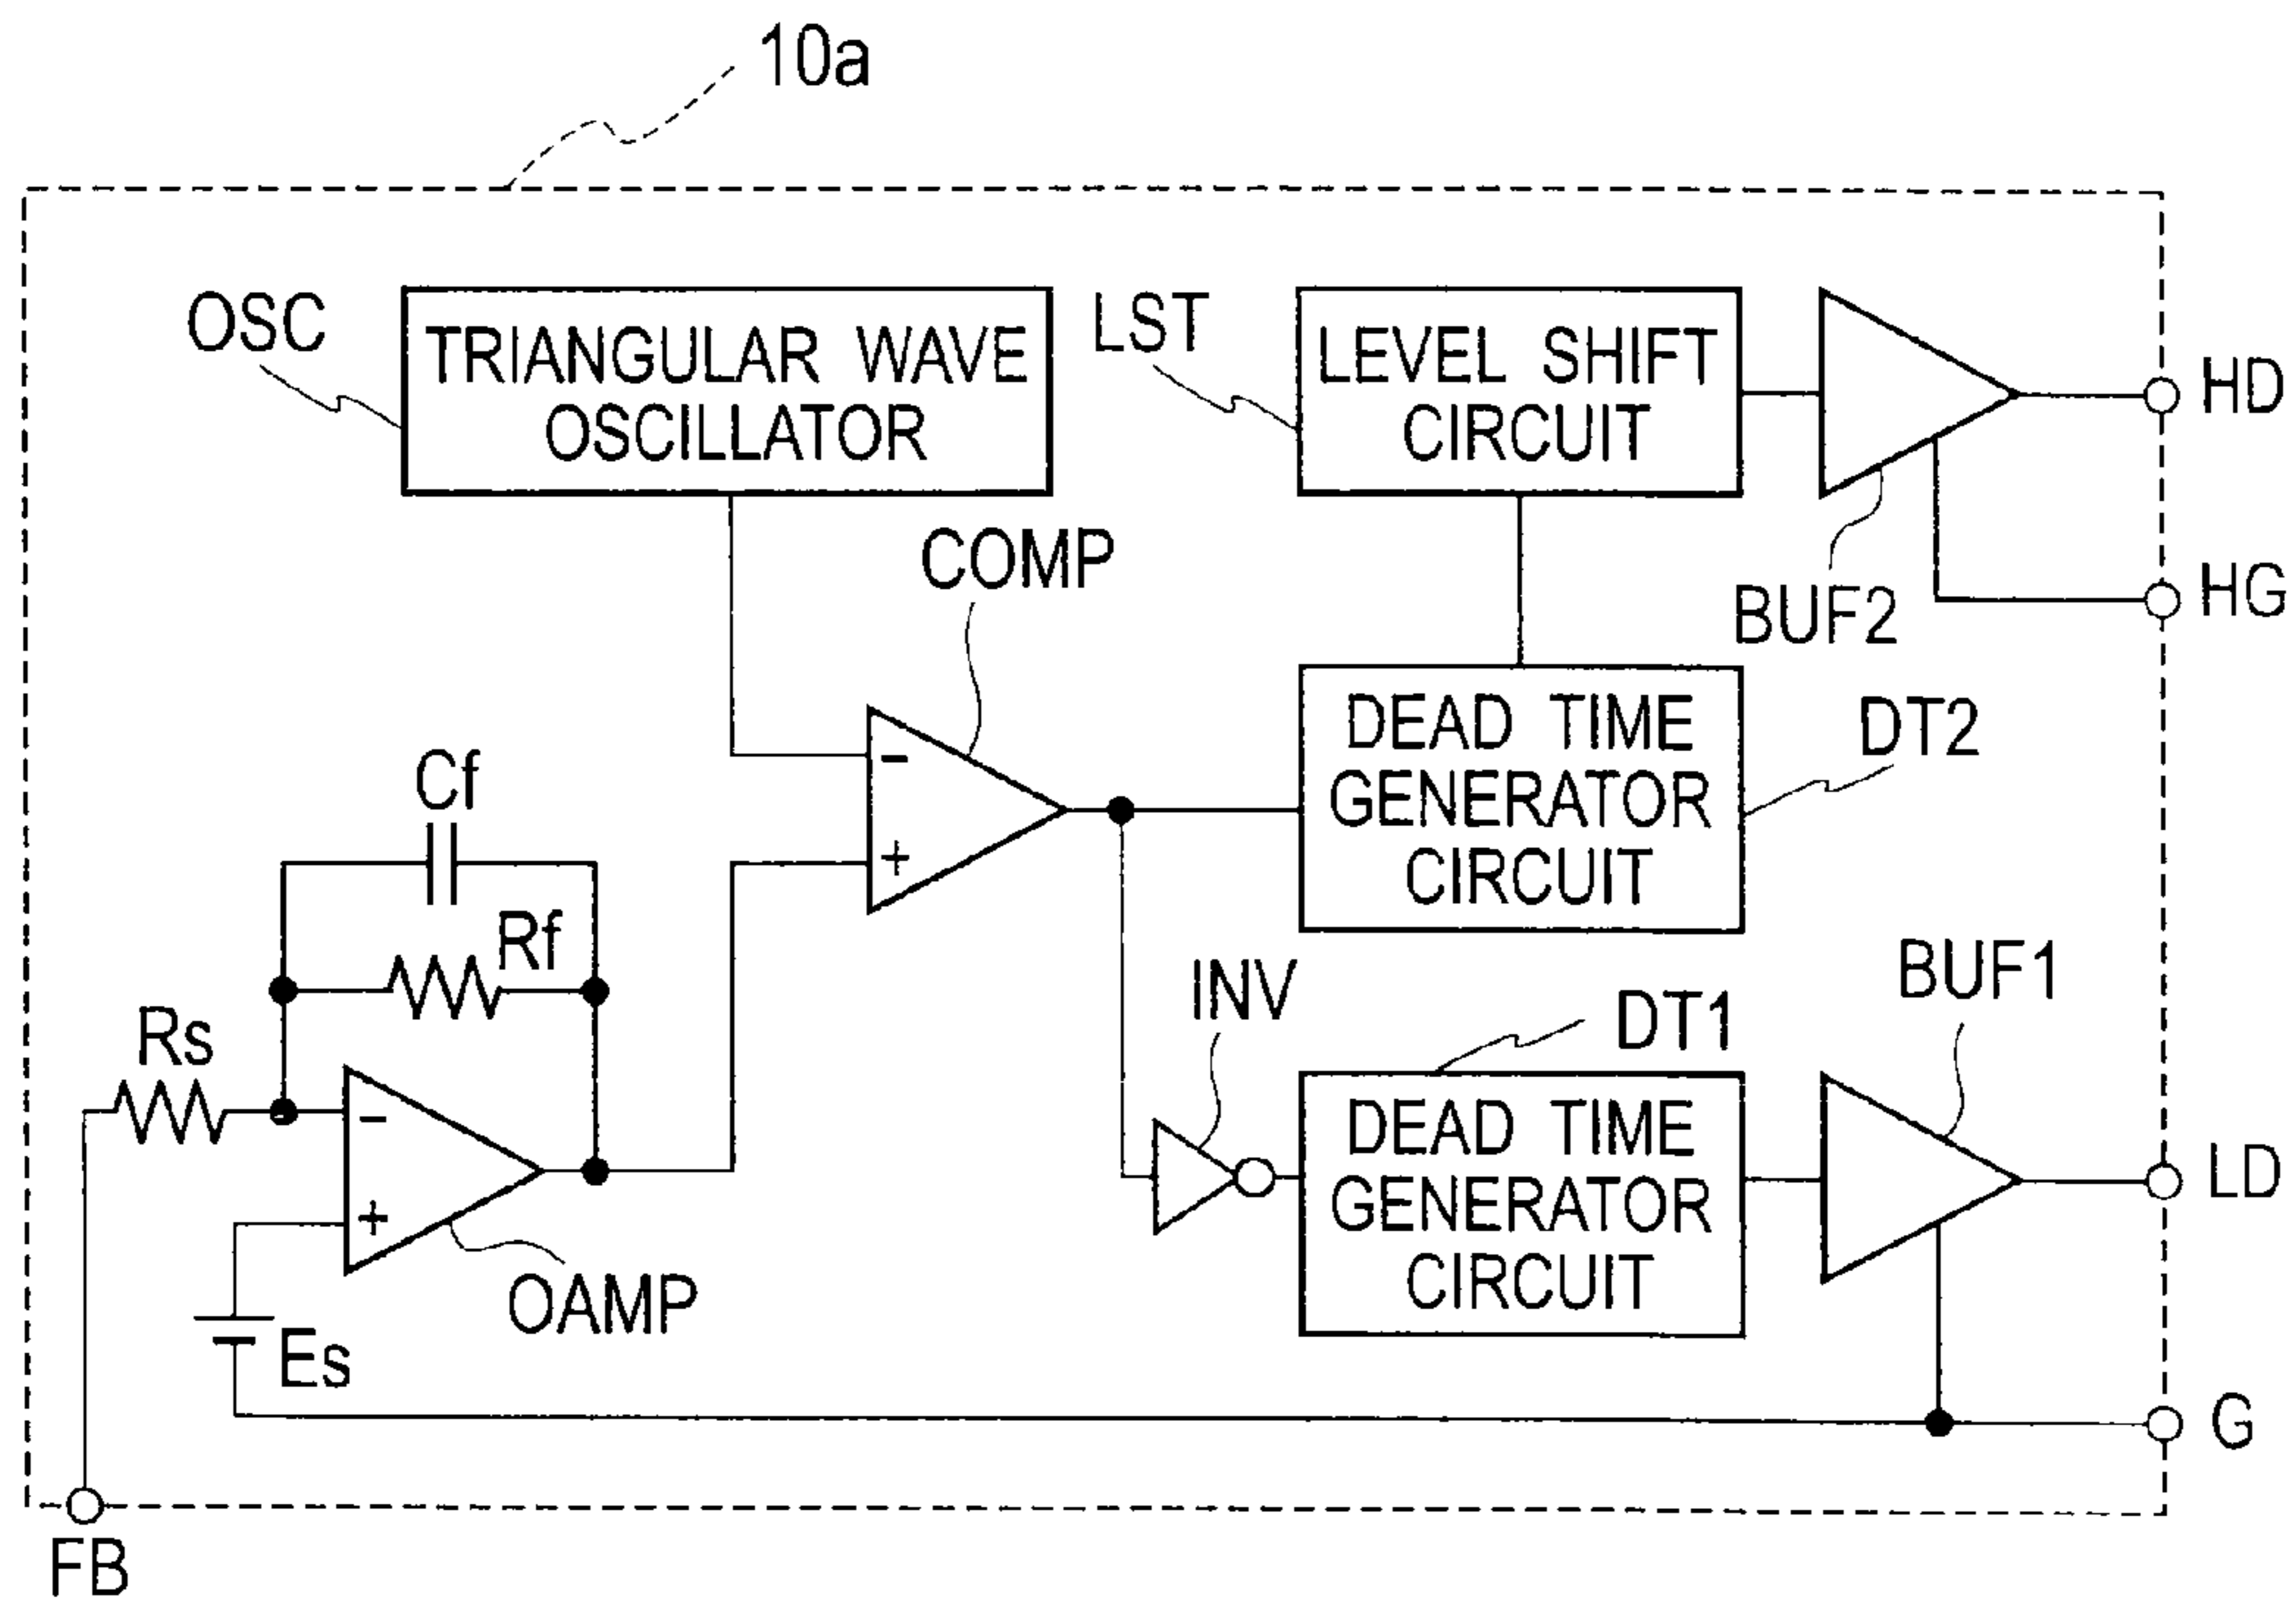 10a
OSC
TRIANGULAR WAVE
OSCILLATOR
LST
LEVEL SHIFT
CIRCUIT
HD
COMP
BUF2
HG
Cf
-
+
DEAD TIME
GENERATOR
CIRCUIT
DT2
Rf
Rs
INV
DT1
BUF1
-
+
OAMP
DEAD TIME
GENERATOR
CIRCUIT
LD
Es
G
FB